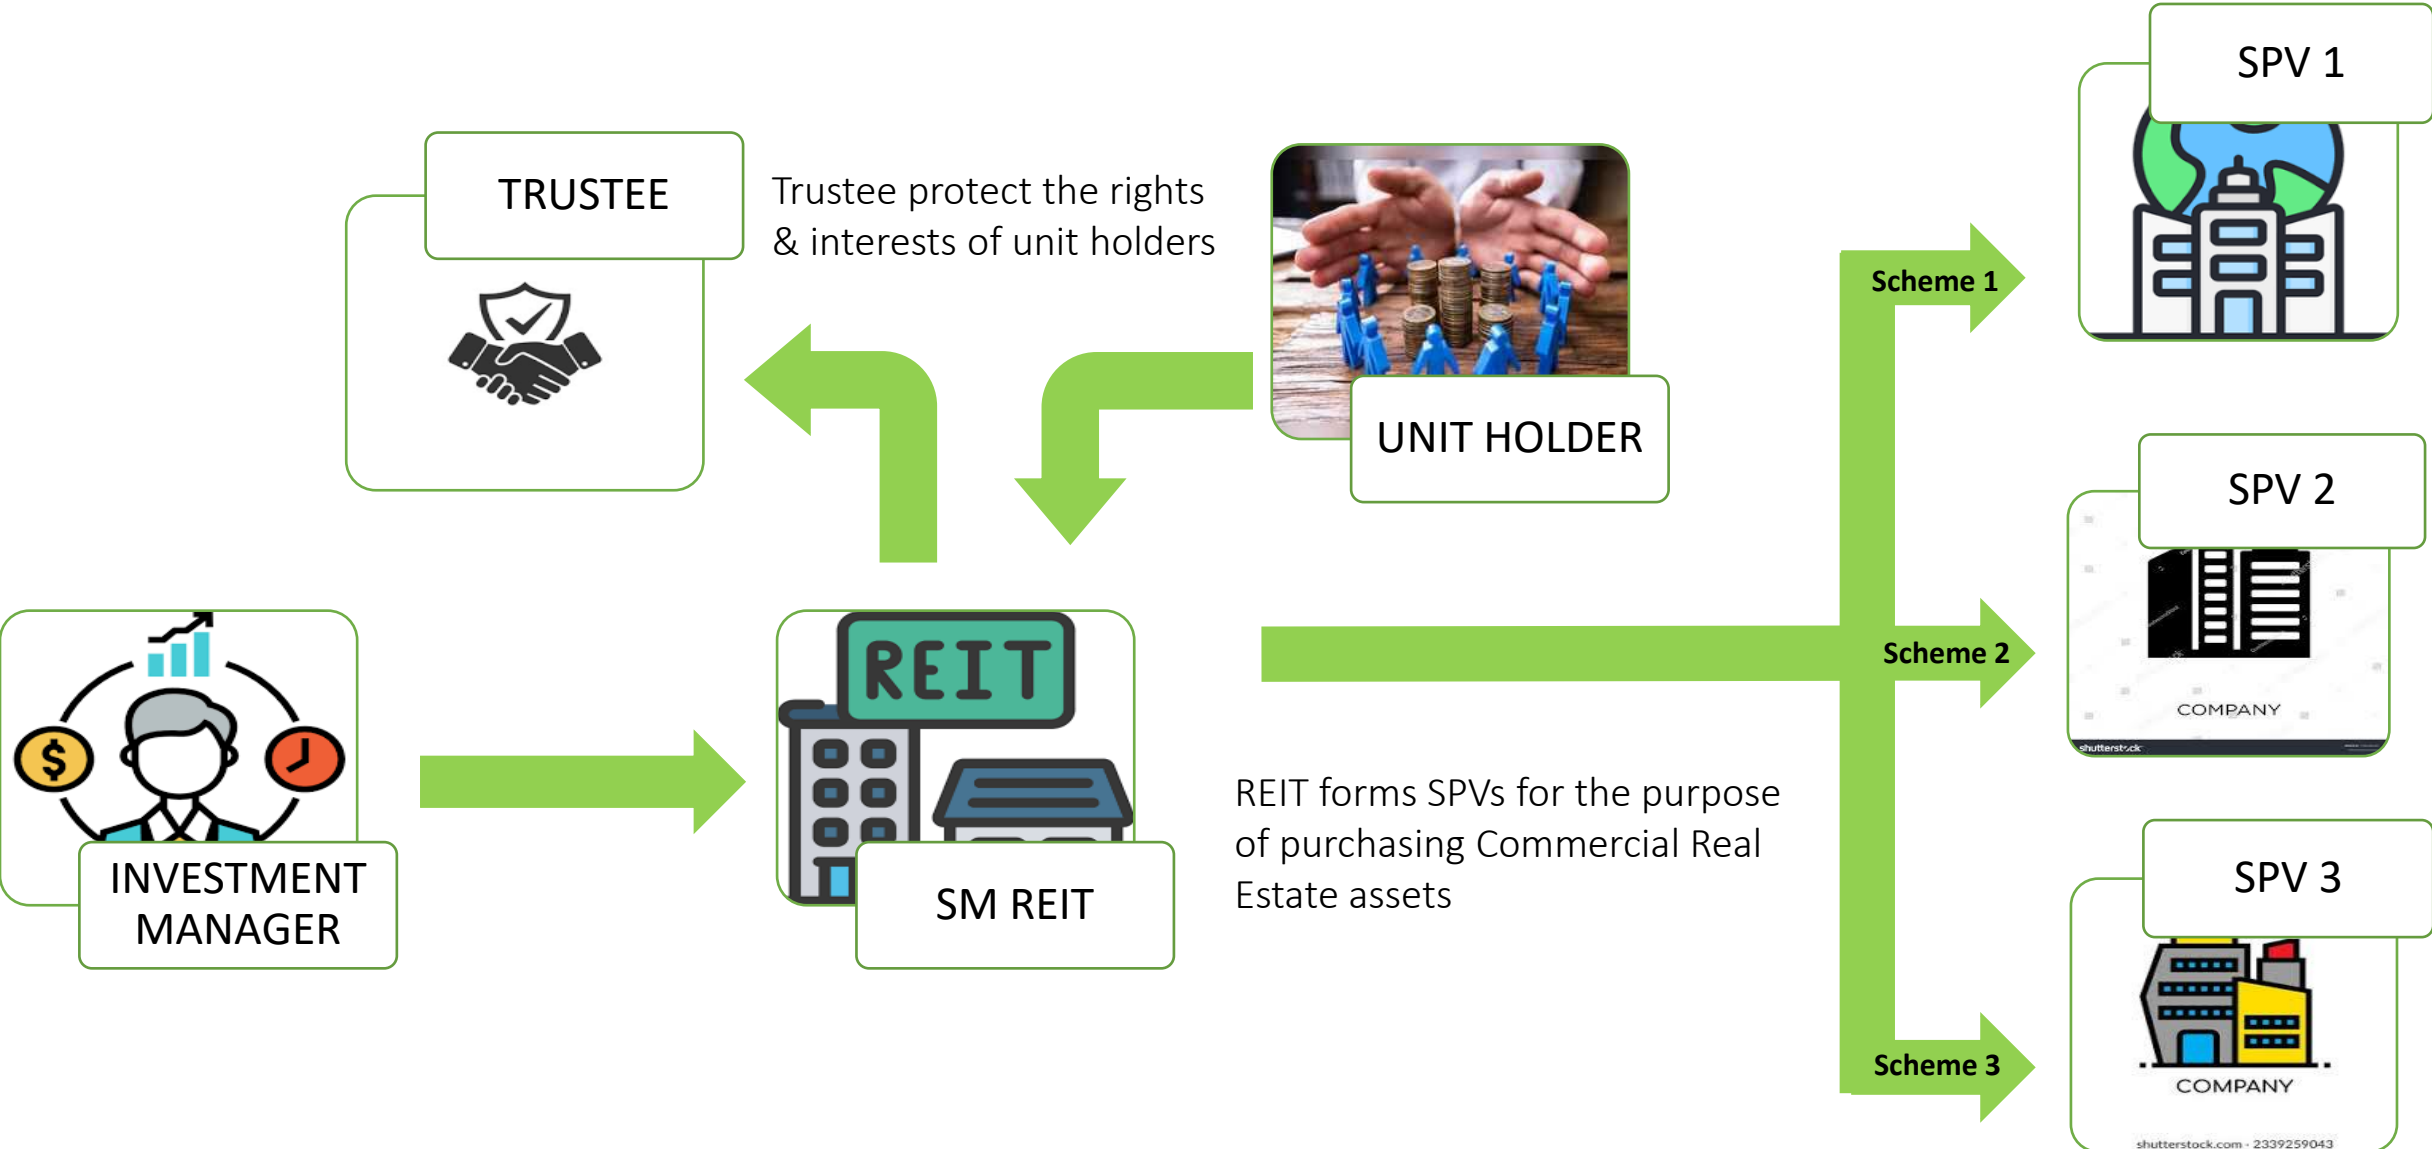 SPV 1
TRUSTEE
Trustee protect the rights
& interests of unit holders
Scheme 1
UNIT HOLDER
SPV 2
COMPANY
shutterstock
REIT
Scheme 2
INVESTMENT
MANAGER
SM REIT
REIT forms SPVs for the purpose
of purchasing Commercial Real
Estate assets
SPV 3
Scheme 3
COMPANY
shutterstock.com · 2339259043